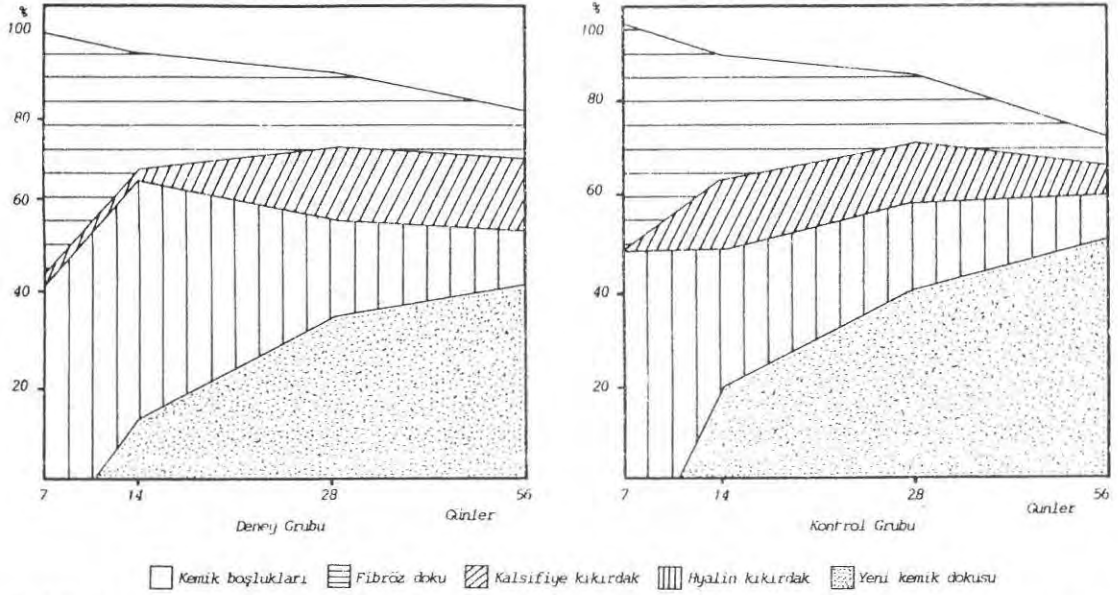 %
100
80
60
40
20
7 14 28 56
Günler
Deney Grubu
%
100
80
60
40
20
7 14 28 56
Günler
Kontrol Grubu
Kemik boşlukları Fibröz doku Kalsifiye kıkırdak Hyalin kıkırdak Yeni kemik dokusu